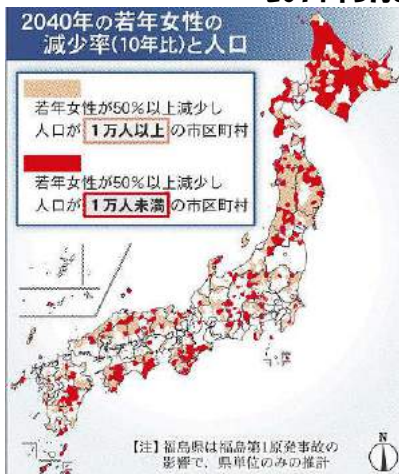 2040年の若年女性の
減少率(10年比)と人口
若年女性が50%以上減少し
人口が1万人以上の市区町村
若年女性が50%以上減少し
人口が1万人未満の市区町村
【注】福島県は福島第1原発事故の
影響で、県単位のみの推計
N